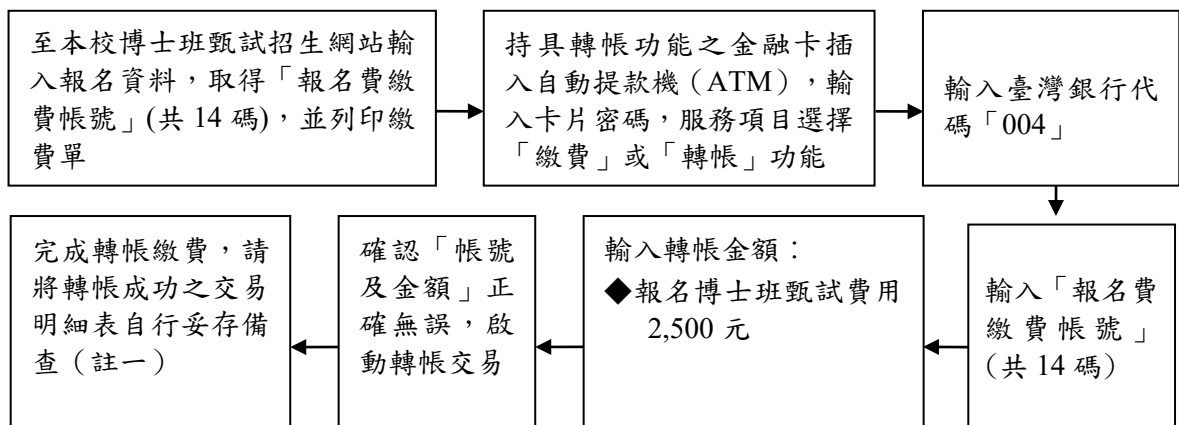 至本校博士班甄試招生網站輸
入報名資料，取得「報名費繳
費帳號」(共 14 碼)，並列印繳
費單
持具轉帳功能之金融卡插
入自動提款機（ATM），輸
入卡片密碼，服務項目選擇
「繳費」或「轉帳」功能
輸入臺灣銀行代
碼「004」
輸入「報名費
繳費帳號」
(共 14 碼)
輸入轉帳金額：
◆報名博士班甄試費用
2,500 元
確認「帳號
及金額」正
確無誤，啟
動轉帳交易
完成轉帳繳費，請
將轉帳成功之交易
明細表自行妥存備
查（註一）